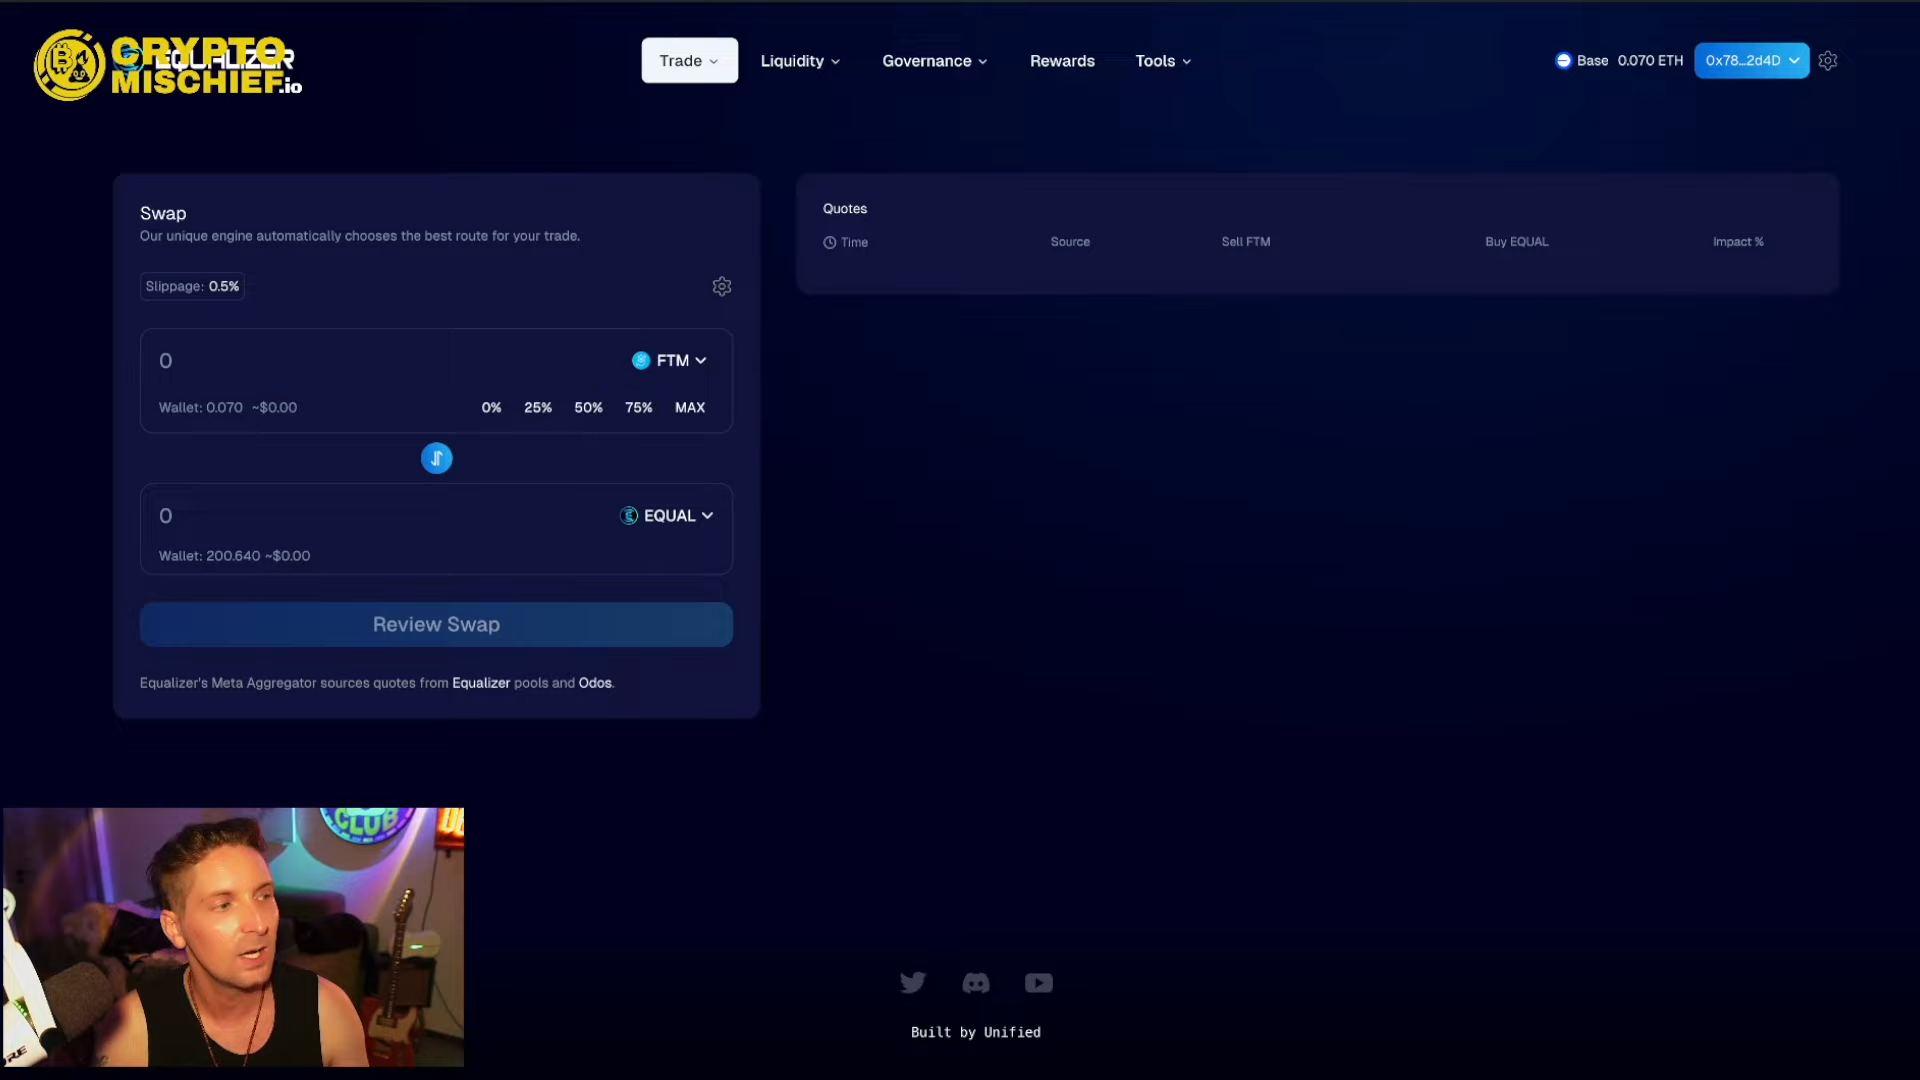 CRYPTO
MISCHIEF.io
EQUALIZER
Trade
Liquidity
Governance
Rewards
Tools
Base 0.070 ETH
0x78...2d4D
Swap
Our unique engine automatically chooses the best route for your trade.
Slippage: 0.5%
0
FTM
Wallet: 0.070 ~$0.00
0% 25% 50% 75% MAX
0
EQUAL
Wallet: 200.640 ~$0.00
Review Swap
Equalizer's Meta Aggregator sources quotes from Equalizer pools and Odos.
Quotes
Time Source Sell FTM Buy EQUAL Impact %
CLUB
Built by Unified